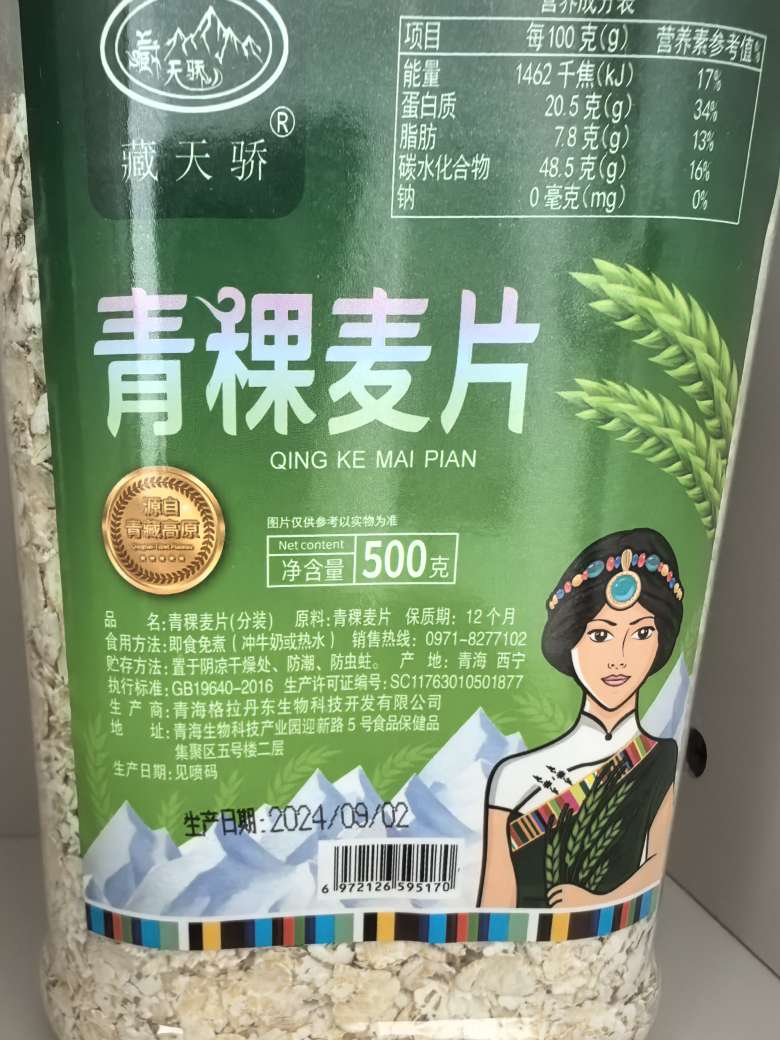 藏天骄
藏天骄®
营养成分表
项目 每100克(g) 营养素参考值%
能量 1462千焦(kJ) 17%
蛋白质 20.5克(g) 34%
脂肪 7.8克(g) 13%
碳水化合物 48.5克(g) 16%
钠 0毫克(mg) 0%
青稞麦片
QING KE MAI PIAN
源自
青藏高原
图片仅供参考以实物为准
Net content
净含量 500克
品 名:青稞麦片(分装) 原料:青稞麦片 保质期: 12个月
食用方法:即食免煮(冲牛奶或热水) 销售热线: 0971-8277102
贮存方法:置于阴凉干燥处、防潮、防虫蛀。 产 地: 青海 西宁
执行标准:GB19640-2016 生产许可证编号:SC11763010501877
生 产 商:青海格拉丹东生物科技开发有限公司
地 址:青海生物科技产业园迎新路5号食品保健品
集聚区五号楼二层
生产日期:见喷码
生产日期:2024/09/02
6 972126 595170